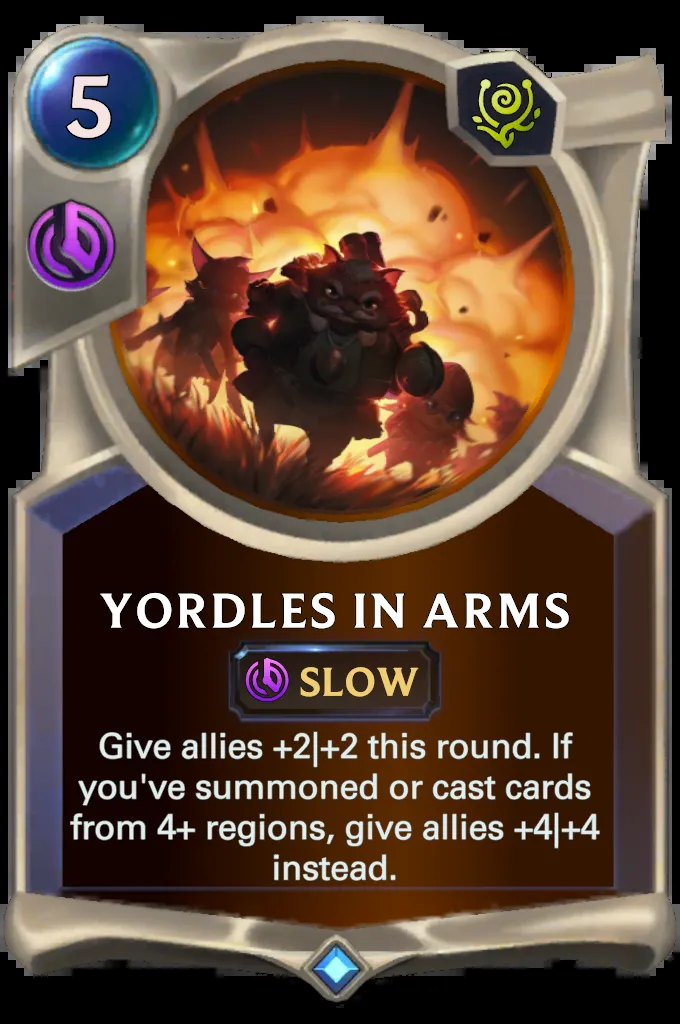 5
YORDLES IN ARMS
SLOW
Give allies +2|+2 this round. If
you've summoned or cast cards
from 4+ regions, give allies +4|+4
instead.